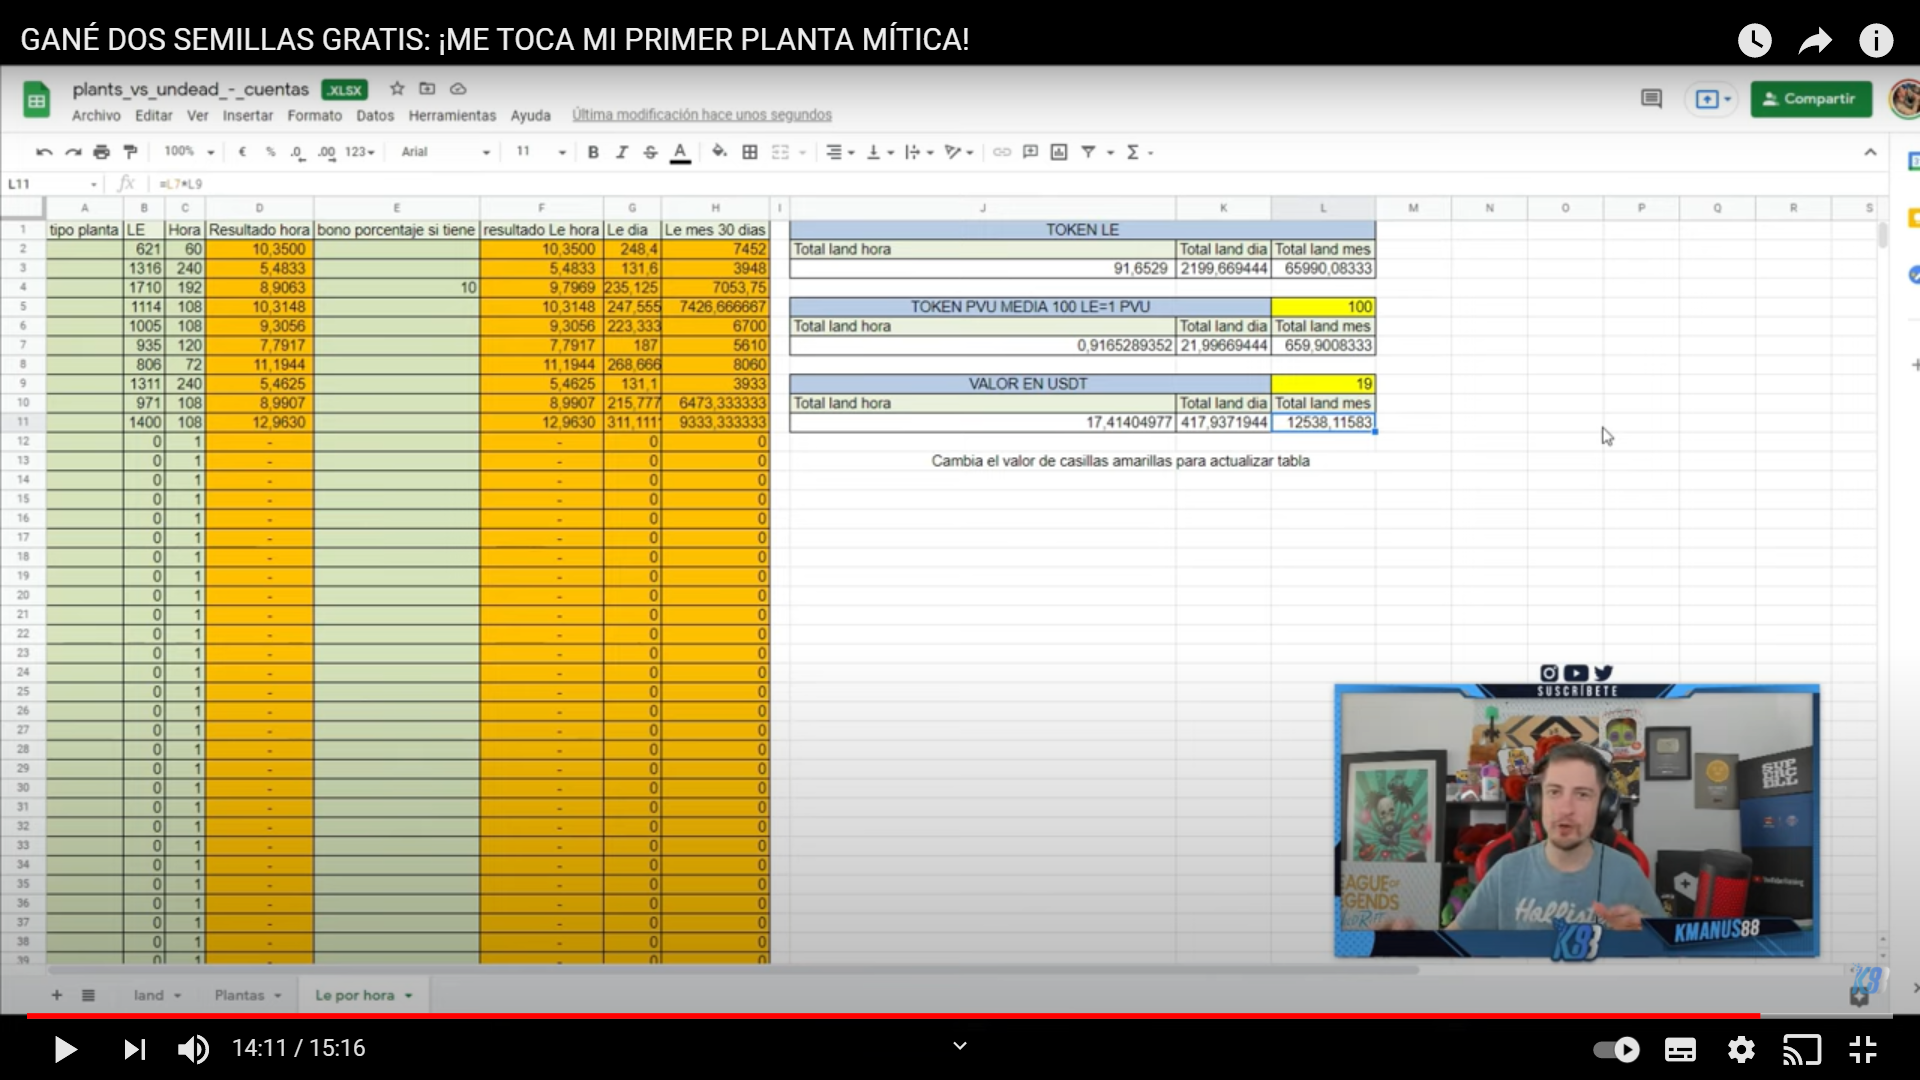 GANÉ DOS SEMILLAS GRATIS: ¡ME TOCA MI PRIMER PLANTA MÍTICA!
plants_vs_undead_-_cuentas .XLSX
Compartir
Archivo Editar Ver Insertar Formato Datos Herramientas Ayuda Última modificación hace unos segundos
100% € % .0 .00 123 Arial 11 B I S A Σ
L11 fx =L7*L9
A B C D E F G H I J K L M N O P Q R S
1 tipo planta LE Hora Resultado hora bono porcentaje si tiene resultado Le hora Le dia Le mes 30 dias TOKEN LE
2 621 60 10,3500 10,3500 248,4 7452 Total land hora Total land dia Total land mes
3 1316 240 5,4833 5,4833 131,6 3948 91,6529 2199,669444 65990,08333
4 1710 192 8,9063 10 9,7969 235,125 7053,75
5 1114 108 10,3148 10,3148 247,555 7426,666667 TOKEN PVU MEDIA 100 LE=1 PVU 100
6 1005 108 9,3056 9,3056 223,333 6700 Total land hora Total land dia Total land mes
7 935 120 7,7917 7,7917 187 5610 0,9165289352 21,99669444 659,9008333
8 806 72 11,1944 11,1944 268,666 8060
9 1311 240 5,4625 5,4625 131,1 3933 VALOR EN USDT 19
10 971 108 8,9907 8,9907 215,777 6473,333333 Total land hora Total land dia Total land mes
11 1400 108 12,9630 12,9630 311,111 9333,333333 17,41404977 417,9371944 12538,11583
12 0 1 - - 0 0
13 0 1 - - 0 0 Cambia el valor de casillas amarillas para actualizar tabla
14 0 1 - - 0 0
15 0 1 - - 0 0
16 0 1 - - 0 0
17 0 1 - - 0 0
18 0 1 - - 0 0
19 0 1 - - 0 0
20 0 1 - - 0 0
21 0 1 - - 0 0
22 0 1 - - 0 0
23 0 1 - - 0 0
24 0 1 - - 0 0
25 0 1 - - 0 0
26 0 1 - - 0 0
27 0 1 - - 0 0
28 0 1 - - 0 0
29 0 1 - - 0 0
30 0 1 - - 0 0
31 0 1 - - 0 0
32 0 1 - - 0 0
33 0 1 - - 0 0
34 0 1 - - 0 0
35 0 1 - - 0 0
36 0 1 - - 0 0
37 0 1 - - 0 0
38 0 1 - - 0 0
39 0 1 - - 0 0
SUSCRÍBETE
SUP
ERC
ELL
EAGUE OF
EGENDS
Hollist
K88
KMANUS88
land Plantas Le por hora
14:11 / 15:16